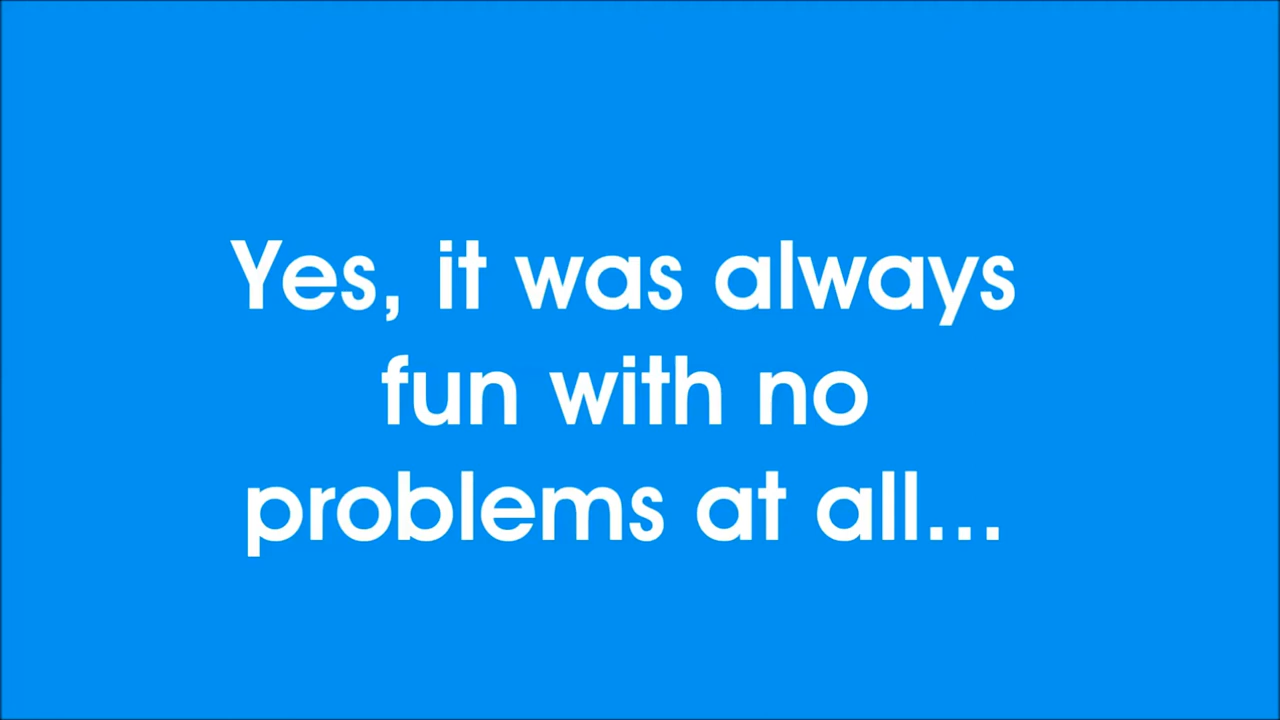 Yes, it was always
fun with no
problems at all...